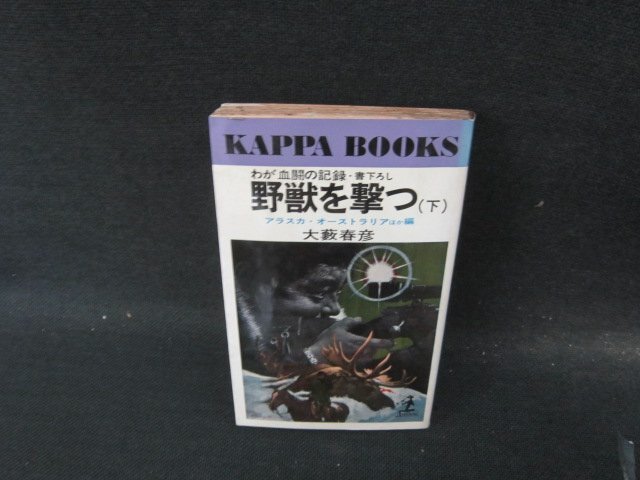 KAPPA BOOKS
わが血闘の記録・書下ろし
野獣を撃つ(下)
アラスカ・オーストラリアほか編
大藪春彦